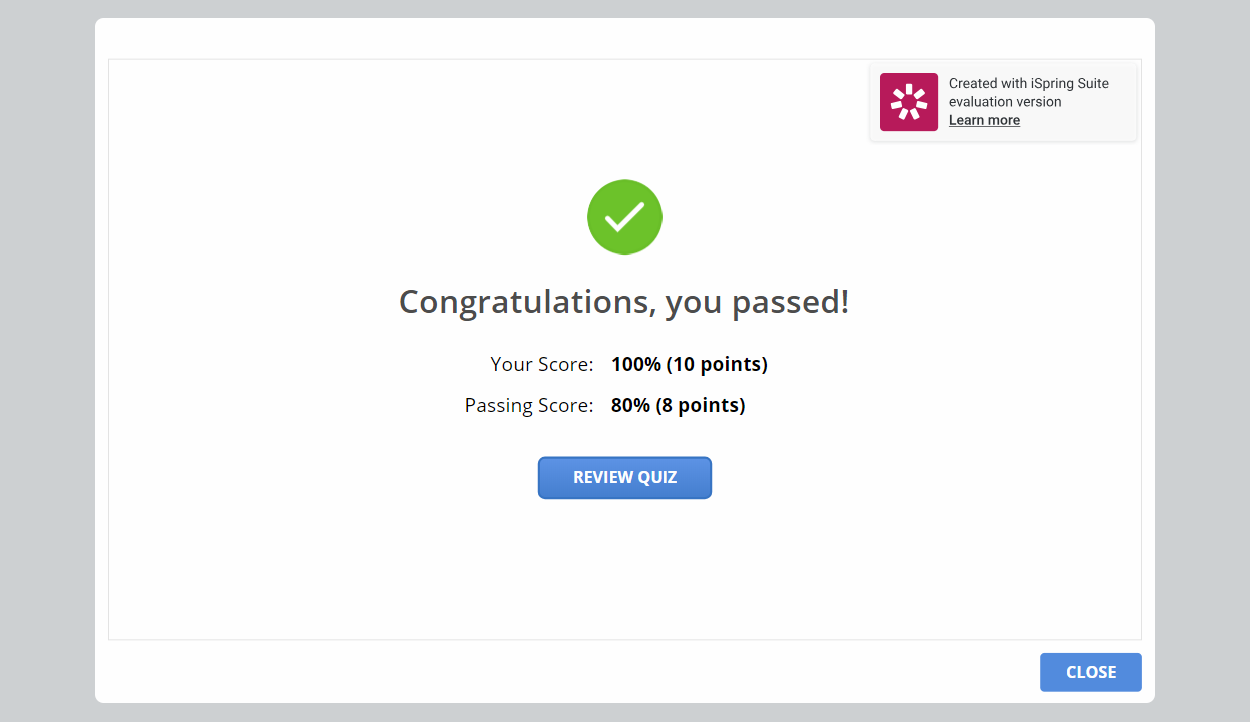 Created with iSpring Suite
evaluation version
Learn more
Congratulations, you passed!
Your Score: 100% (10 points)
Passing Score: 80% (8 points)
REVIEW QUIZ
CLOSE